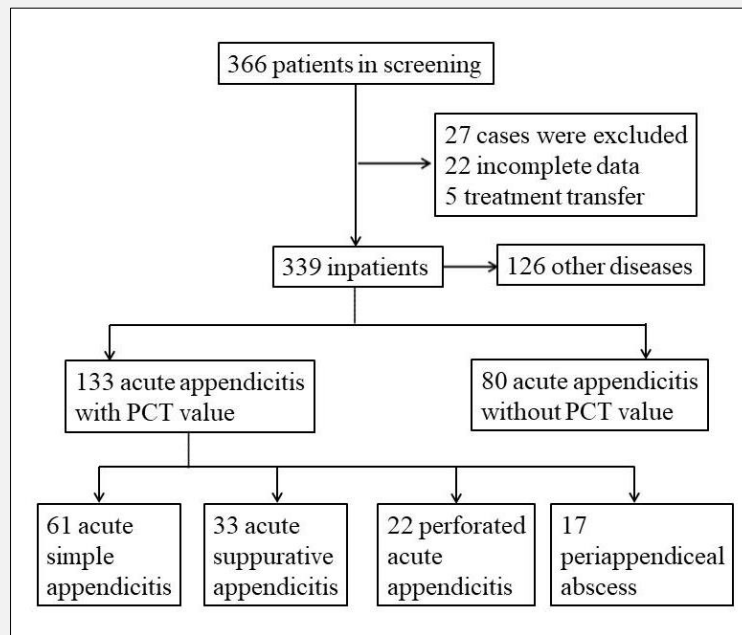 366 patients in screening
27 cases were excluded
22 incomplete data
5 treatment transfer
339 inpatients
126 other diseases
133 acute appendicitis
with PCT value
80 acute appendicitis
without PCT value
61 acute
simple
appendicitis
33 acute
suppurative
appendicitis
22 perforated
acute
appendicitis
17
periappendiceal
abscess